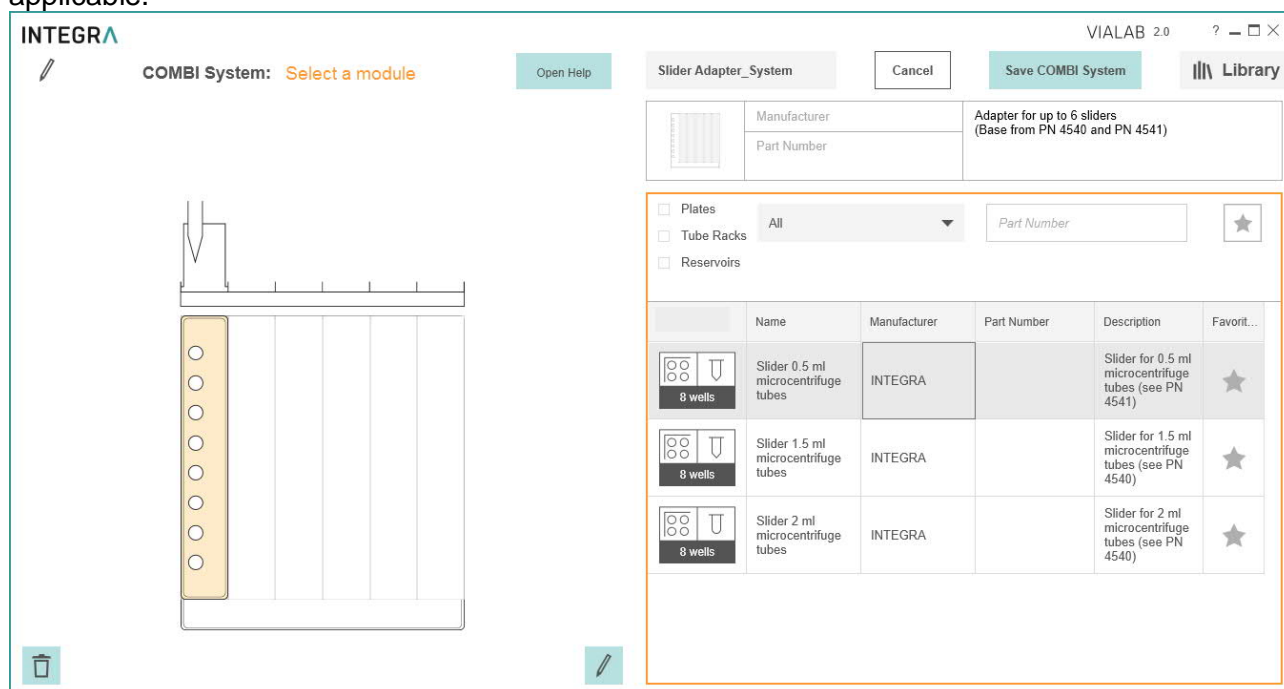 applicable.
INTEGRA
VIALAB 2.0
?
COMBI System: Select a module
Open Help
Slider Adapter_System
Cancel
Save COMBI System
Library
Manufacturer
Part Number
Adapter for up to 6 sliders
(Base from PN 4540 and PN 4541)
Plates
Tube Racks
Reservoirs
All
Part Number
Name
Manufacturer
Part Number
Description
Favorit...
8 wells
Slider 0.5 ml
microcentrifuge
tubes
INTEGRA
Slider for 0.5 ml
microcentrifuge
tubes (see PN
4541)
8 wells
Slider 1.5 ml
microcentrifuge
tubes
INTEGRA
Slider for 1.5 ml
microcentrifuge
tubes (see PN
4540)
8 wells
Slider 2 ml
microcentrifuge
tubes
INTEGRA
Slider for 2 ml
microcentrifuge
tubes (see PN
4540)